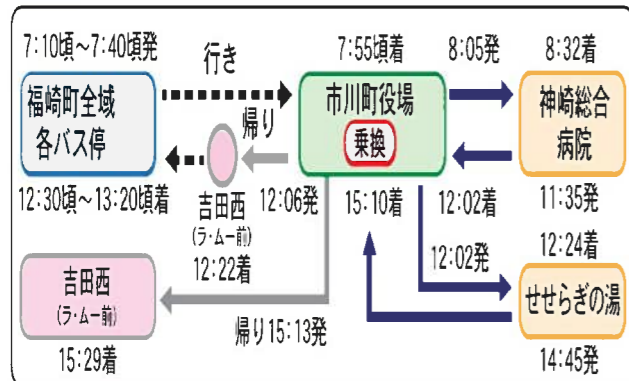 7:10頃～7:40頃発
行き
7:55頃着
8:05発
8:32着
福崎町全域
各バス停
市川町役場
乗換
神崎総合
病院
帰り
12:30頃～13:20頃着
吉田西
(ラ・ムー前)
12:22着
12:06発
15:10着
12:02着
11:35発
12:02発
12:24着
吉田西
(ラ・ムー前)
15:29着
帰り15:13発
せせらぎの湯
14:45発